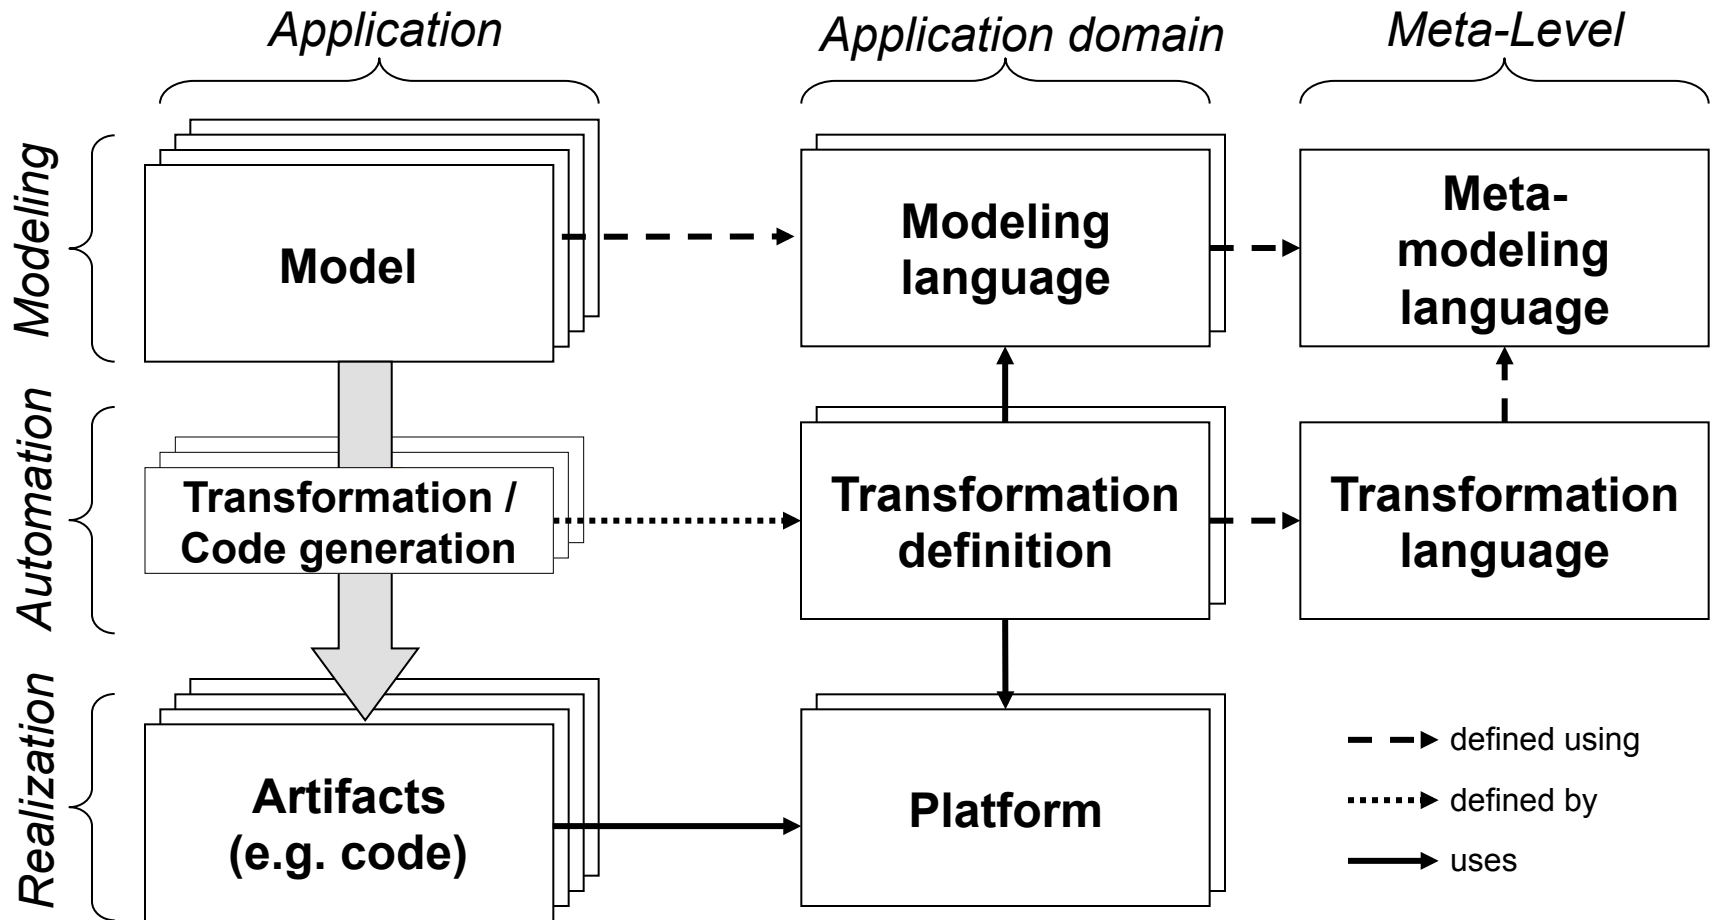 Application
Application domain
Meta-Level
Modeling
Model
Modeling
language
Meta-
modeling
language
Automation
Transformation /
Code generation
Transformation
definition
Transformation
language
Realization
Artifacts
(e.g. code)
Platform
defined using
defined by
uses